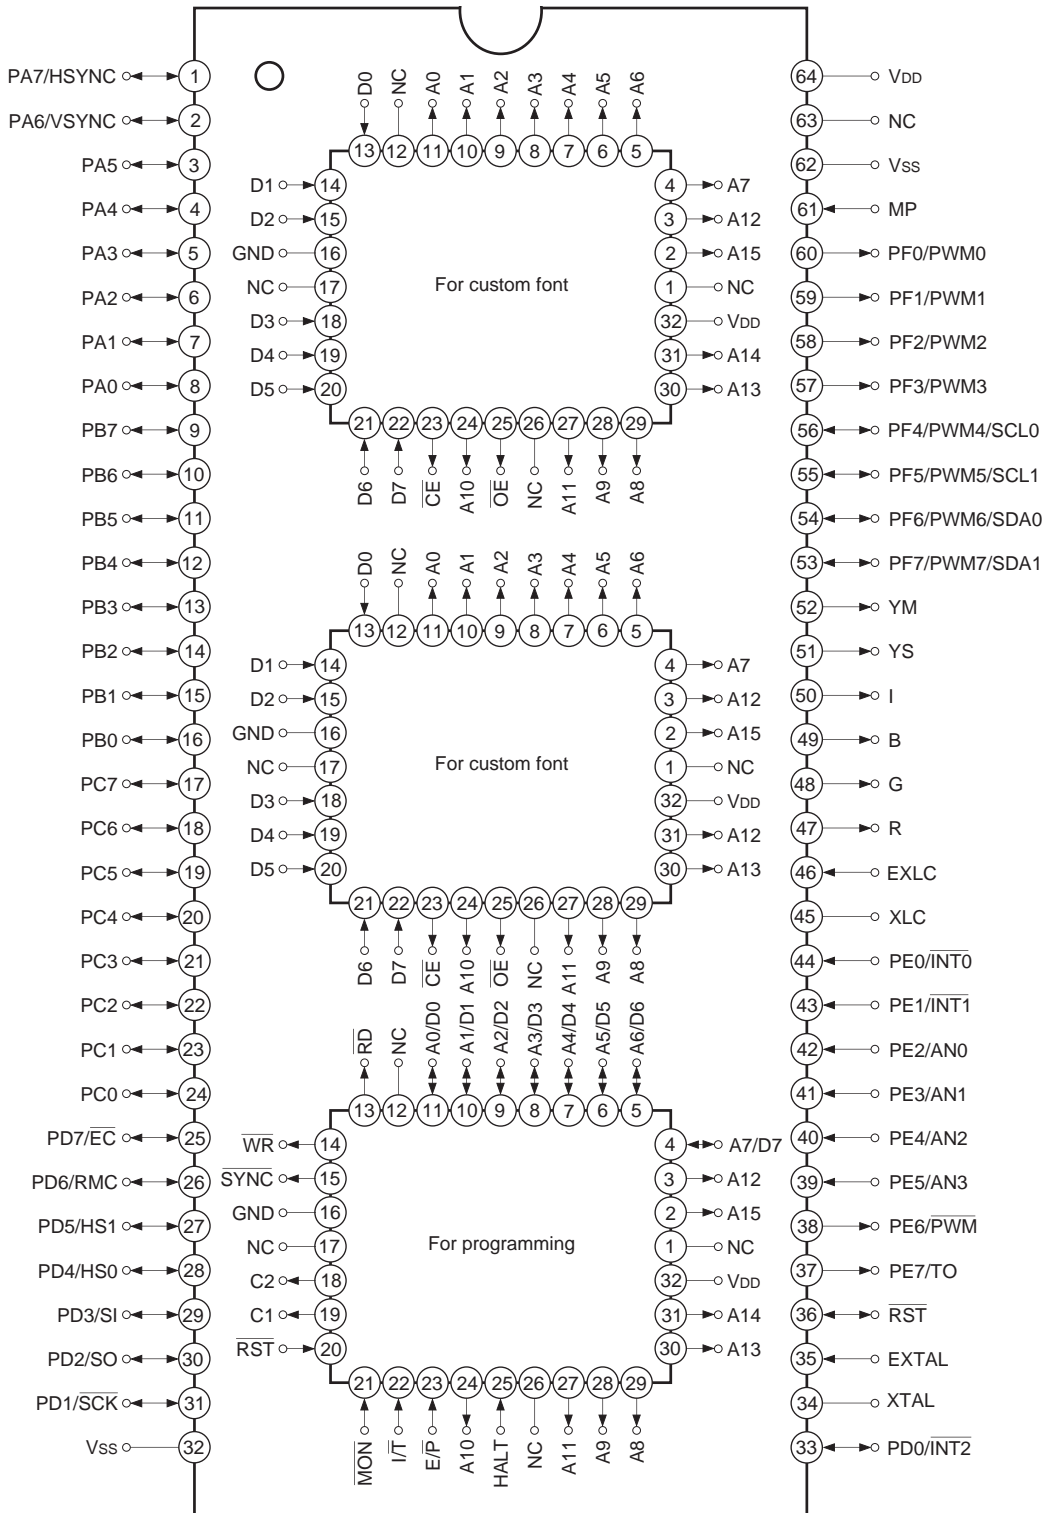 PA7/HSYNC 1
PA6/VSYNC 2
PA5 3
PA4 4
PA3 5
PA2 6
PA1 7
PA0 8
PB7 9
PB6 10
PB5 11
PB4 12
PB3 13
PB2 14
PB1 15
PB0 16
PC7 17
PC6 18
PC5 19
PC4 20
PC3 21
PC2 22
PC1 23
PC0 24
PD7/EC 25
PD6/RMC 26
PD5/HS1 27
PD4/HS0 28
PD3/SI 29
PD2/SO 30
PD1/SCK 31
Vss 32
D0 NC A0 A1 A2 A3 A4 A5 A6
13 12 11 10 9 8 7 6 5
D1 14
D2 15
GND 16
NC 17
D3 18
D4 19
D5 20
For custom font
4 A7
3 A12
2 A15
1 NC
32 VDD
31 A14
30 A13
21 22 23 24 25 26 27 28 29
D6 D7 CE A10 OE NC A11 A9 A8
D0 NC A0 A1 A2 A3 A4 A5 A6
13 12 11 10 9 8 7 6 5
D1 14
D2 15
GND 16
NC 17
D3 18
D4 19
D5 20
For custom font
4 A7
3 A12
2 A15
1 NC
32 VDD
31 A12
30 A13
21 22 23 24 25 26 27 28 29
D6 D7 CE A10 OE NC A11 A9 A8
RD NC A0/D0 A1/D1 A2/D2 A3/D3 A4/D4 A5/D5 A6/D6
13 12 11 10 9 8 7 6 5
WR 14
SYNC 15
GND 16
NC 17
C2 18
C1 19
RST 20
For programming
4 A7/D7
3 A12
2 A15
1 NC
32 VDD
31 A14
30 A13
21 22 23 24 25 26 27 28 29
MON I/T E/P A10 HALT NC A11 A9 A8
64 VDD
63 NC
62 Vss
61 MP
60 PF0/PWM0
59 PF1/PWM1
58 PF2/PWM2
57 PF3/PWM3
56 PF4/PWM4/SCL0
55 PF5/PWM5/SCL1
54 PF6/PWM6/SDA0
53 PF7/PWM7/SDA1
52 YM
51 YS
50 I
49 B
48 G
47 R
46 EXLC
45 XLC
44 PE0/INT0
43 PE1/INT1
42 PE2/AN0
41 PE3/AN1
40 PE4/AN2
39 PE5/AN3
38 PE6/PWM
37 PE7/TO
36 RST
35 EXTAL
34 XTAL
33 PD0/INT2